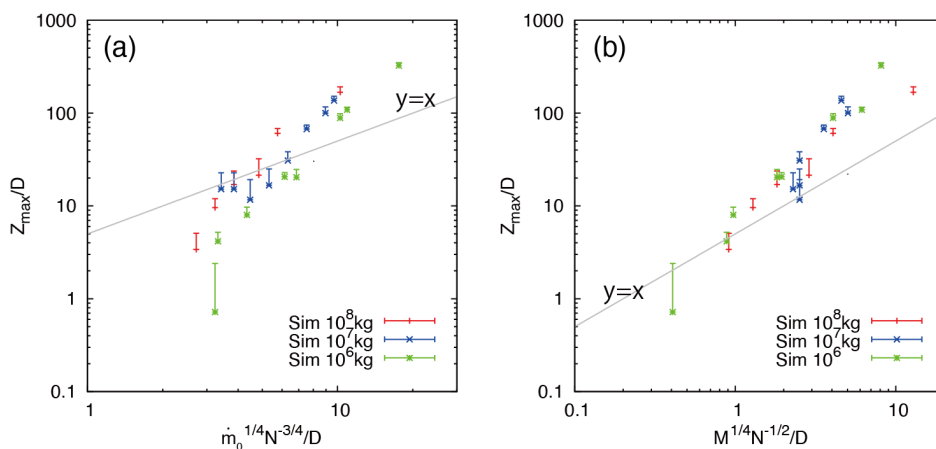 (a)
1000
100
10
1
0.1
Z_max/D
y=x
Sim 10^8kg
Sim 10^7kg
Sim 10^6kg
1
10
ṁ_0^1/4N^-3/4/D
(b)
1000
100
10
1
0.1
Z_max/D
y=x
Sim 10^8kg
Sim 10^7kg
Sim 10^6
0.1
1
10
M^1/4N^-1/2/D